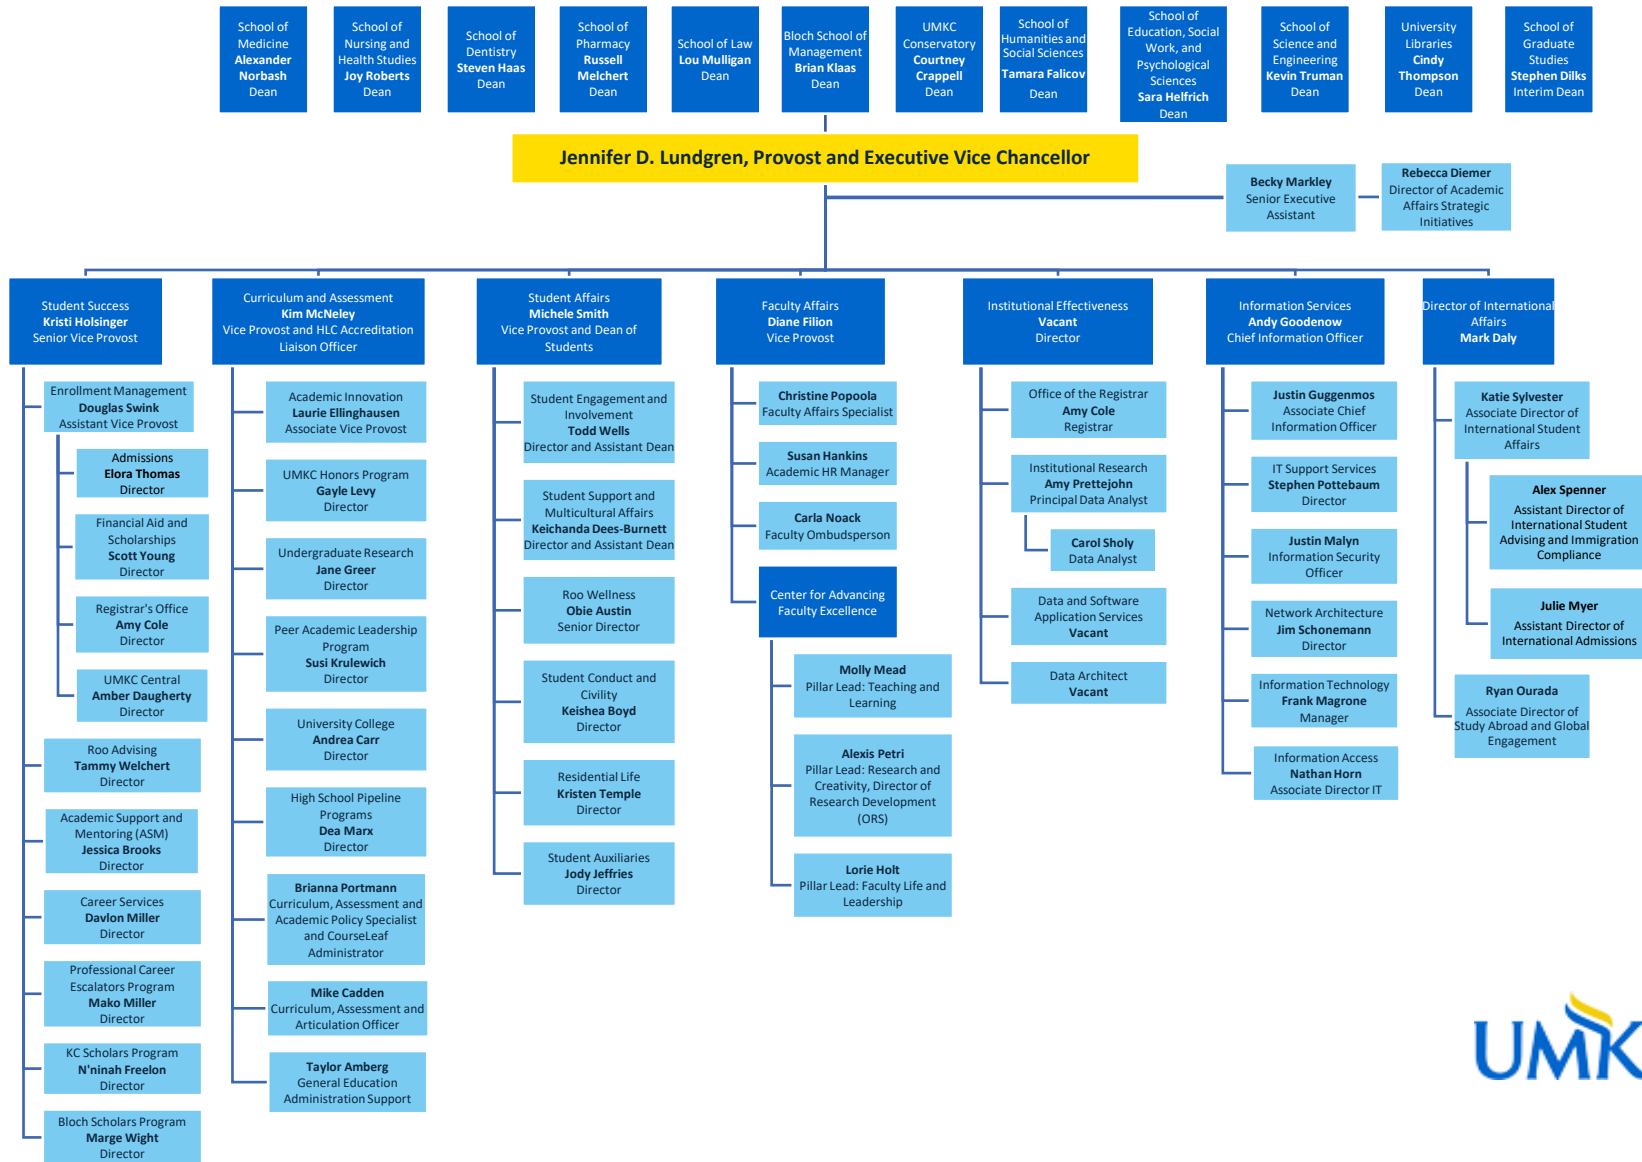 School of
Medicine
Alexander
Norbash
Dean
School of
Nursing and
Health Studies
Joy Roberts
Dean
School of
Dentistry
Steven Haas
Dean
School of
Pharmacy
Russell
Melchert
Dean
School of Law
Lou Mulligan
Dean
Bloch School of
Management
Brian Klaas
Dean
UMKC
Conservatory
Courtney
Crappell
Dean
School of
Humanities and
Social Sciences
Tamara Falicov
Dean
School of
Education, Social
Work, and
Psychological
Sciences
Sara Helfrich
Dean
School of
Science and
Engineering
Kevin Truman
Dean
University
Libraries
Cindy
Thompson
Dean
School of
Graduate
Studies
Stephen Dilks
Interim Dean
Jennifer D. Lundgren, Provost and Executive Vice Chancellor
Becky Markley
Senior Executive
Assistant
Rebecca Diemer
Director of Academic
Affairs Strategic
Initiatives
Student Success
Kristi Holsinger
Senior Vice Provost
Enrollment Management
Douglas Swink
Assistant Vice Provost
Admissions
Elora Thomas
Director
Financial Aid and
Scholarships
Scott Young
Director
Registrar's Office
Amy Cole
Director
UMKC Central
Amber Daugherty
Director
Roo Advising
Tammy Welchert
Director
Academic Support and
Mentoring (ASM)
Jessica Brooks
Director
Career Services
Davlon Miller
Director
Professional Career
Escalators Program
Mako Miller
Director
KC Scholars Program
N'ninah Freelon
Director
Bloch Scholars Program
Marge Wight
Director
Curriculum and Assessment
Kim McNeley
Vice Provost and HLC Accreditation
Liaison Officer
Academic Innovation
Laurie Ellinghausen
Associate Vice Provost
UMKC Honors Program
Gayle Levy
Director
Undergraduate Research
Jane Greer
Director
Peer Academic Leadership
Program
Susi Krulewich
Director
University College
Andrea Carr
Director
High School Pipeline
Programs
Dea Marx
Director
Brianna Portmann
Curriculum, Assessment and
Academic Policy Specialist
and CourseLeaf
Administrator
Mike Cadden
Curriculum, Assessment and
Articulation Officer
Taylor Amberg
General Education
Administration Support
Student Affairs
Michele Smith
Vice Provost and Dean of
Students
Student Engagement and
Involvement
Todd Wells
Director and Assistant Dean
Student Support and
Multicultural Affairs
Keichanda Dees-Burnett
Director and Assistant Dean
Roo Wellness
Obie Austin
Senior Director
Student Conduct and
Civility
Keishea Boyd
Director
Residential Life
Kristen Temple
Director
Student Auxiliaries
Jody Jeffries
Director
Faculty Affairs
Diane Filion
Vice Provost
Christine Popoola
Faculty Affairs Specialist
Susan Hankins
Academic HR Manager
Carla Noack
Faculty Ombudsperson
Center for Advancing
Faculty Excellence
Molly Mead
Pillar Lead: Teaching and
Learning
Alexis Petri
Pillar Lead: Research and
Creativity, Director of
Research Development
(ORS)
Lorie Holt
Pillar Lead: Faculty Life and
Leadership
Institutional Effectiveness
Vacant
Director
Office of the Registrar
Amy Cole
Registrar
Institutional Research
Amy Prettejohn
Principal Data Analyst
Carol Sholy
Data Analyst
Data and Software
Application Services
Vacant
Data Architect
Vacant
Information Services
Andy Goodenow
Chief Information Officer
Justin Guggenmos
Associate Chief
Information Officer
IT Support Services
Stephen Pottebaum
Director
Justin Malyn
Information Security
Officer
Network Architecture
Jim Schonemann
Director
Information Technology
Frank Magrone
Manager
Information Access
Nathan Horn
Associate Director IT
Director of International
Affairs
Mark Daly
Katie Sylvester
Associate Director of
International Student
Affairs
Alex Spenner
Assistant Director of
International Student
Advising and Immigration
Compliance
Julie Myer
Assistant Director of
International Admissions
Ryan Ourada
Associate Director of
Study Abroad and Global
Engagement
UMK